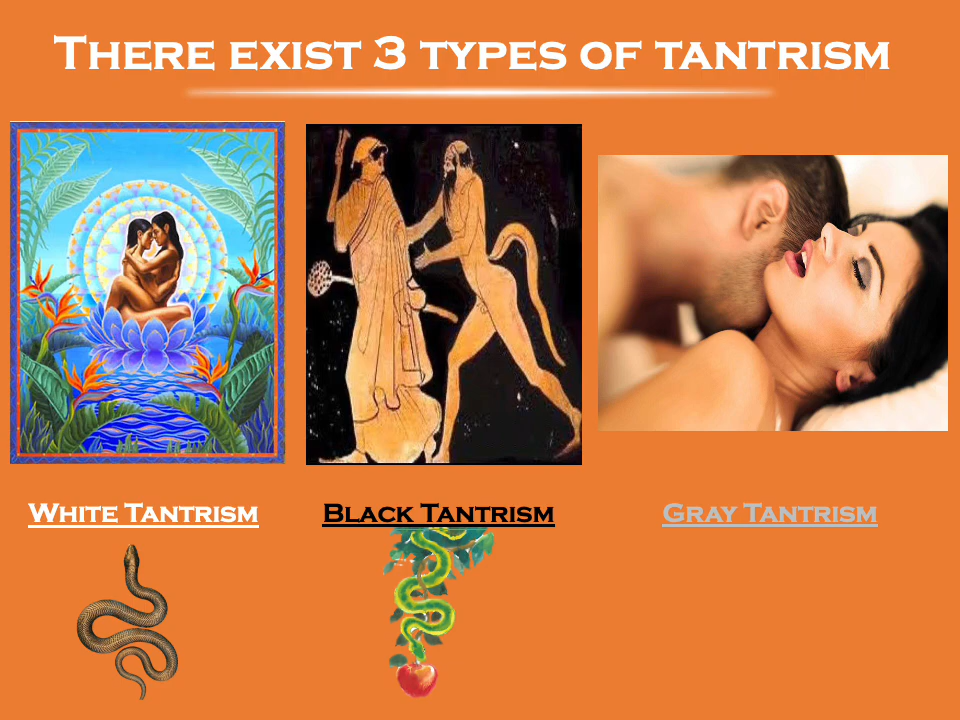 There exist 3 types of tantrism
White Tantrism
Black Tantrism
Gray Tantrism